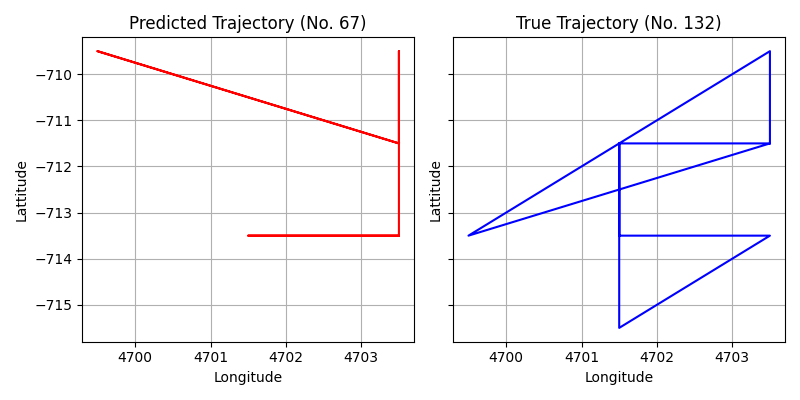 Predicted Trajectory (No. 67)
True Trajectory (No. 132)
Lattitude
−710
−711
−712
−713
−714
−715
4700
4701
4702
4703
Longitude
Lattitude
4700
4701
4702
4703
Longitude